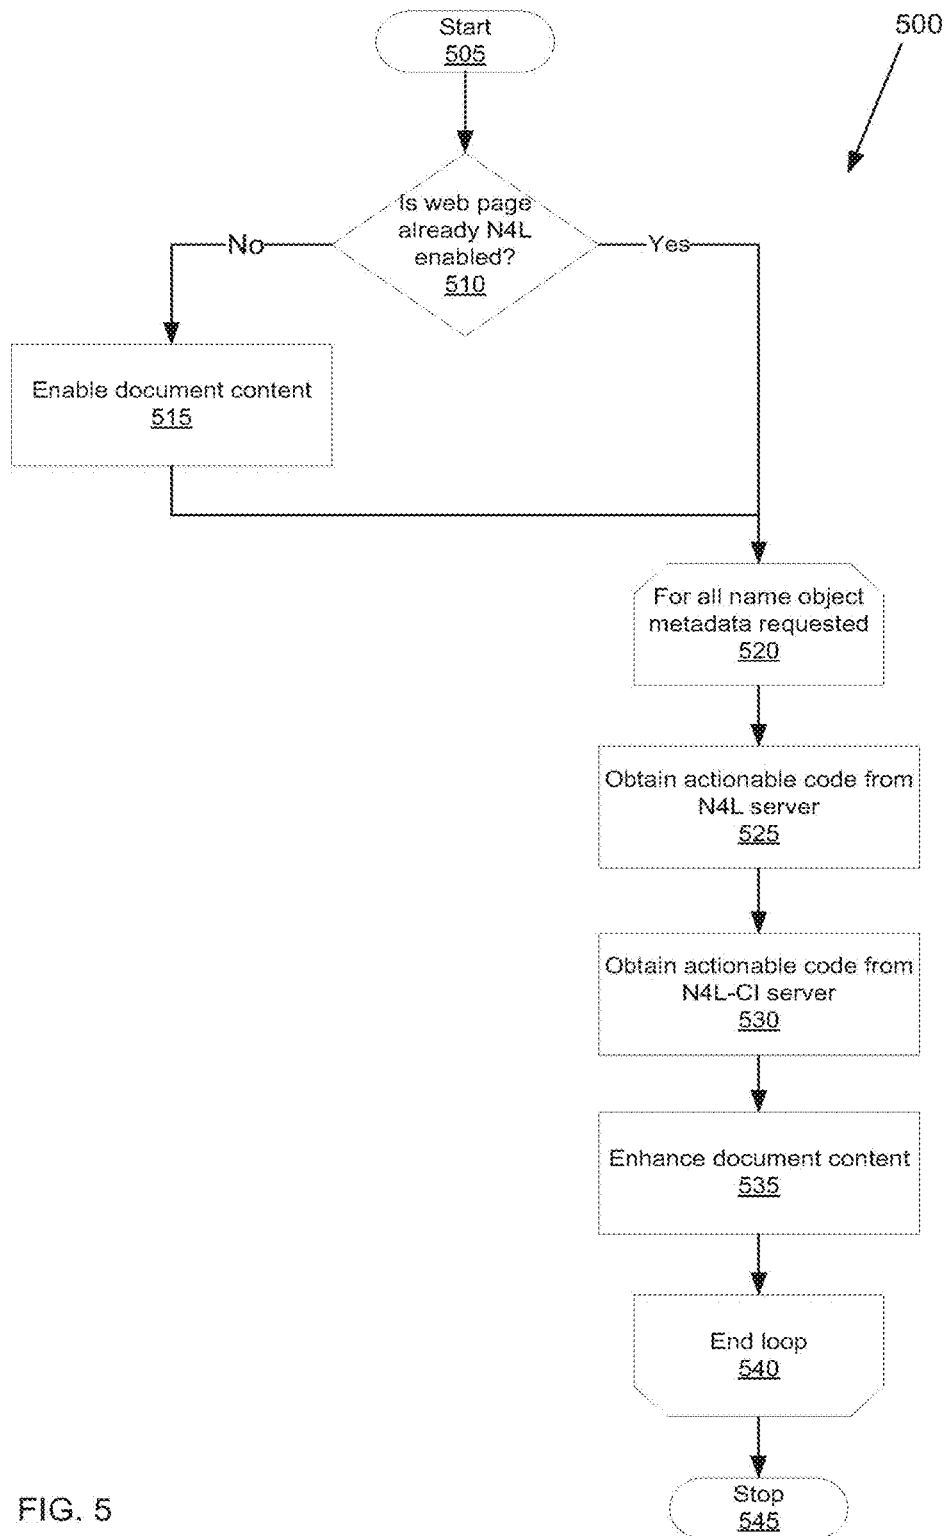 Start
505
500
Is web page
already N4L
enabled?
510
No
Yes
Enable document content
515
For all name object
metadata requested
520
Obtain actionable code from
N4L server
525
Obtain actionable code from
N4L-CI server
530
Enhance document content
535
End loop
540
Stop
545
FIG. 5